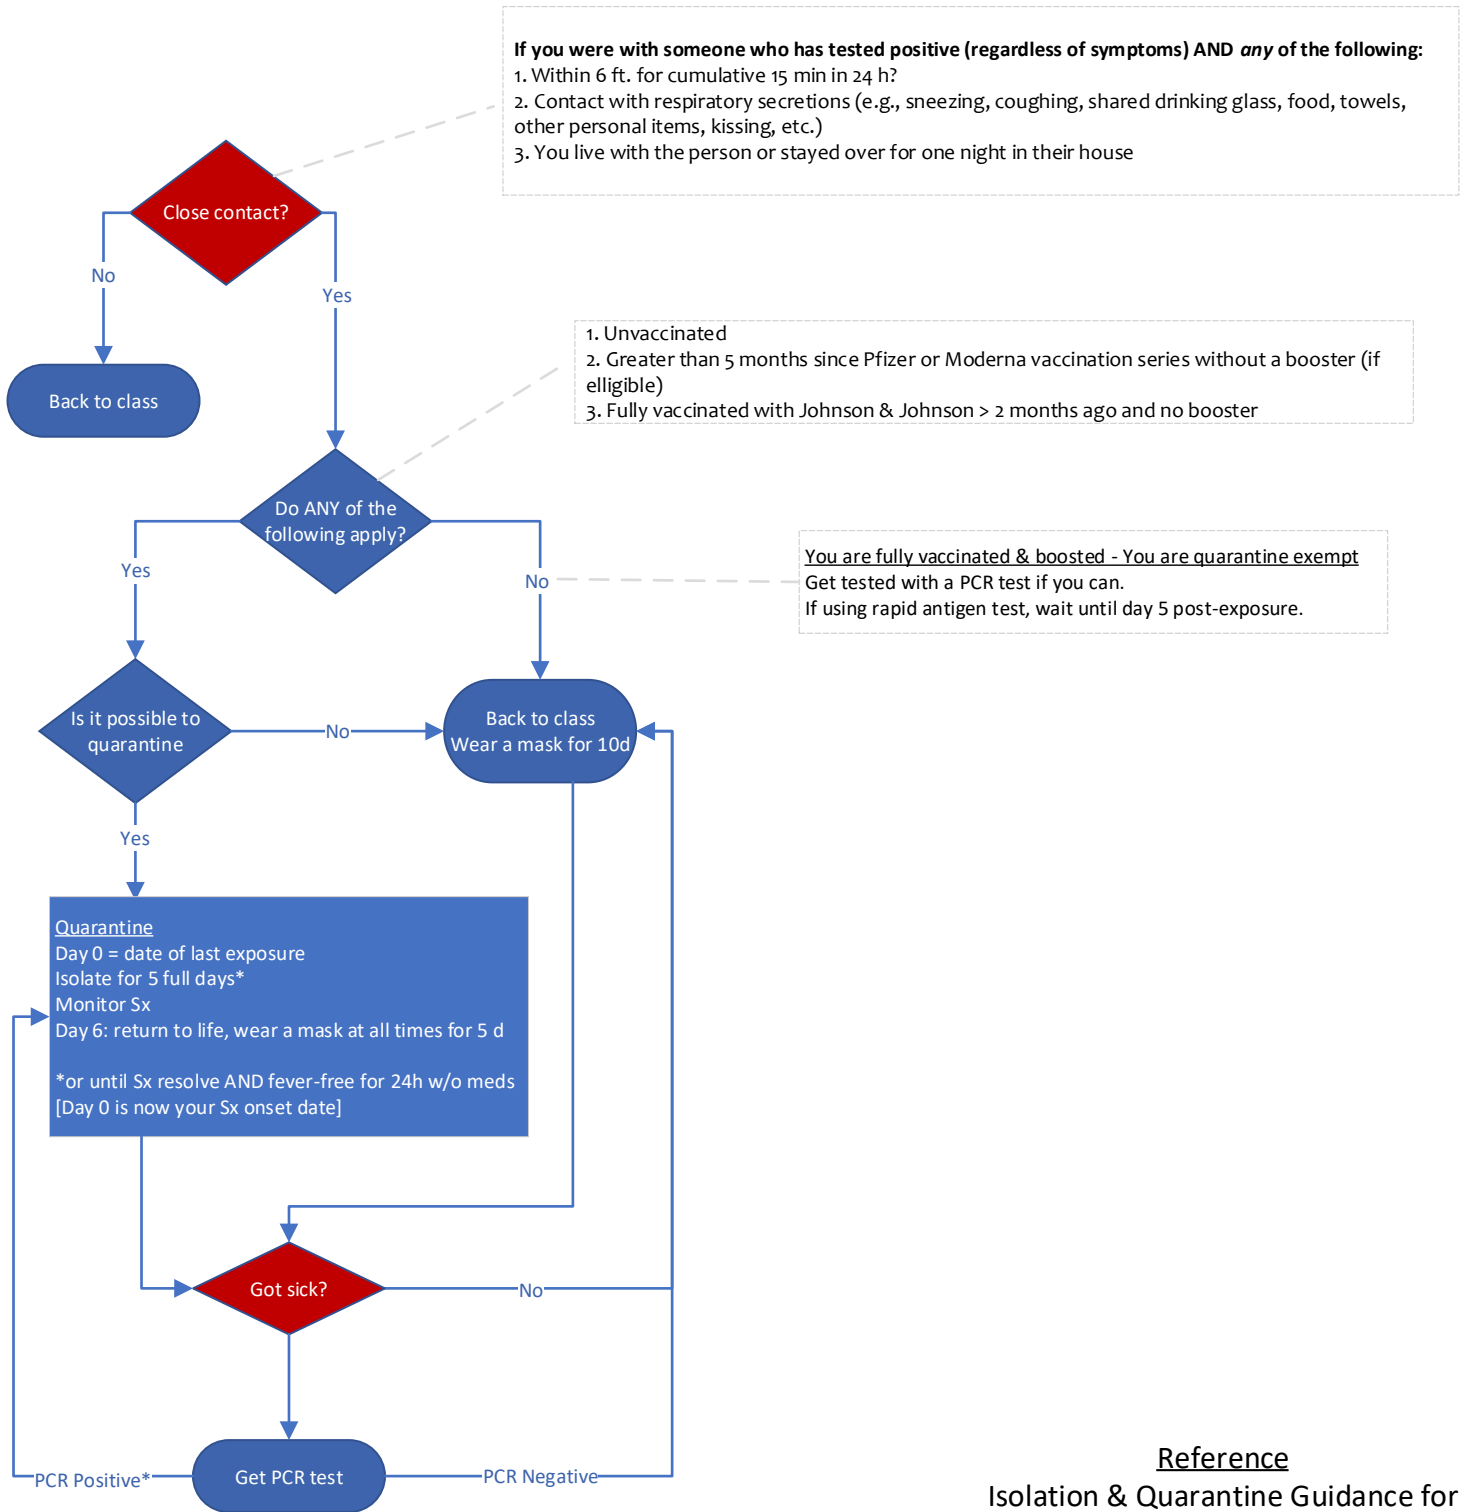 If you were with someone who has tested positive (regardless of symptoms) AND any of the following:
1. Within 6 ft. for cumulative 15 min in 24 h?
2. Contact with respiratory secretions (e.g., sneezing, coughing, shared drinking glass, food, towels,
other personal items, kissing, etc.)
3. You live with the person or stayed over for one night in their house
Close contact?
No
Yes
Back to class
1. Unvaccinated
2. Greater than 5 months since Pfizer or Moderna vaccination series without a booster (if
elligible)
3. Fully vaccinated with Johnson & Johnson > 2 months ago and no booster
Do ANY of the
following apply?
Yes
No
You are fully vaccinated & boosted - You are quarantine exempt
Get tested with a PCR test if you can.
If using rapid antigen test, wait until day 5 post-exposure.
Is it possible to
quarantine
No
Back to class
Wear a mask for 10d
Yes
Quarantine
Day 0 = date of last exposure
Isolate for 5 full days*
Monitor Sx
Day 6: return to life, wear a mask at all times for 5 d
*or until Sx resolve AND fever-free for 24h w/o meds
[Day 0 is now your Sx onset date]
Got sick?
No
PCR Positive*
Get PCR test
PCR Negative
Reference
Isolation & Quarantine Guidance for